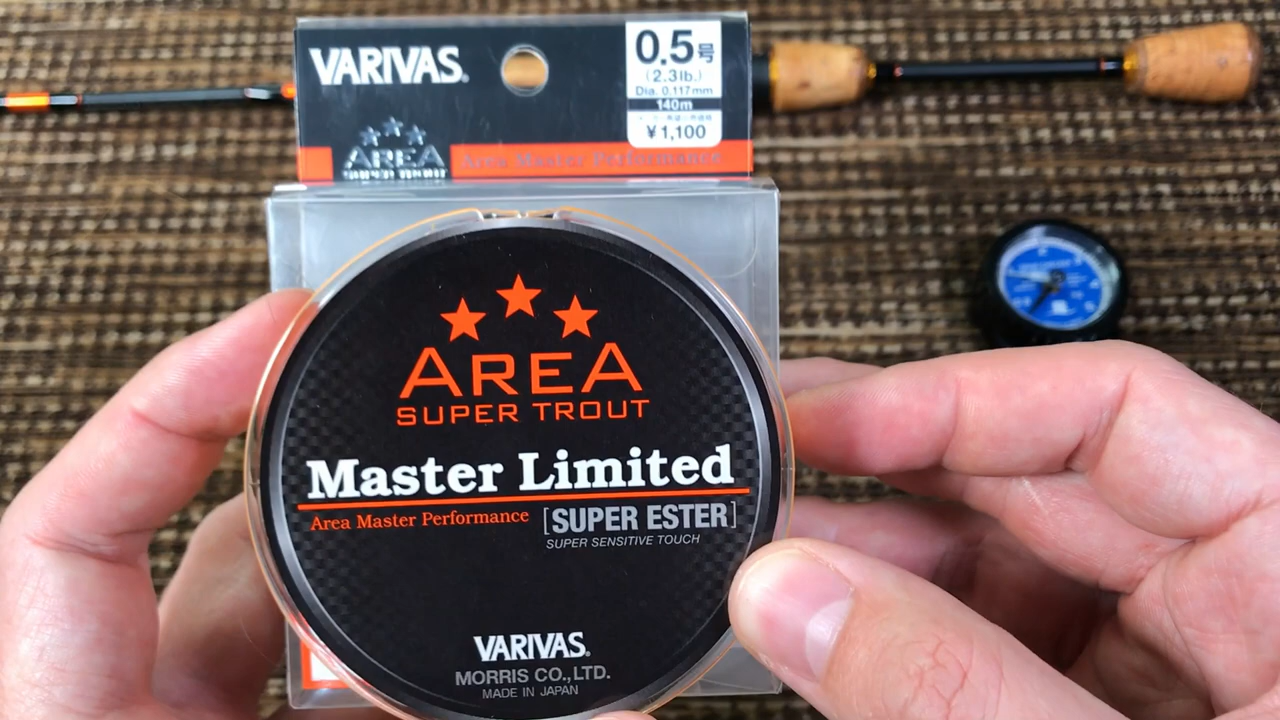 VARIVAS®
0.5号
(2.3lb.)
Dia. 0.117mm
140m
¥1,100
AREA
Area Master Performance
AREA
SUPER TROUT
Master Limited
Area Master Performance
[SUPER ESTER]
SUPER SENSITIVE TOUCH
VARIVAS®
MORRIS CO.,LTD.
MADE IN JAPAN